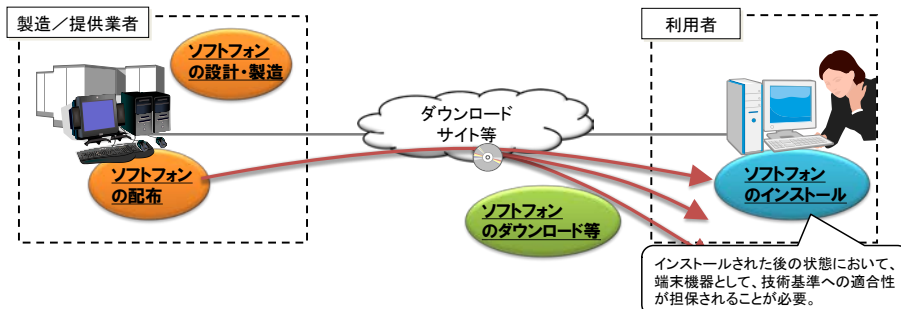 製造／提供業者
利用者
ソフトフォン
の設計・製造
ダウンロード
サイト等
ソフトフォン
の配布
ソフトフォン
のインストール
ソフトフォン
のダウンロード等
インストールされた後の状態において、
端末機器として、技術基準への適合性
が担保されることが必要。